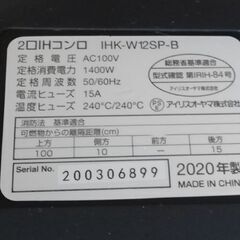 2口IHコンロ IHK-W12SP-B
定格電圧 AC100V
定格消費電力 1400W
定格周波数 50/60Hz
電流ヒューズ 15A
温度ヒューズ 240℃/240℃
総務省基準適合
型式確認 第IRIH-84号
PS
E
アイリスオーヤマ株式会社
消防法 基準適合
可燃物からの離隔距離(cm)
上方 側方 前方 後方
100 10 15
Serial No. 200306899
2020年製